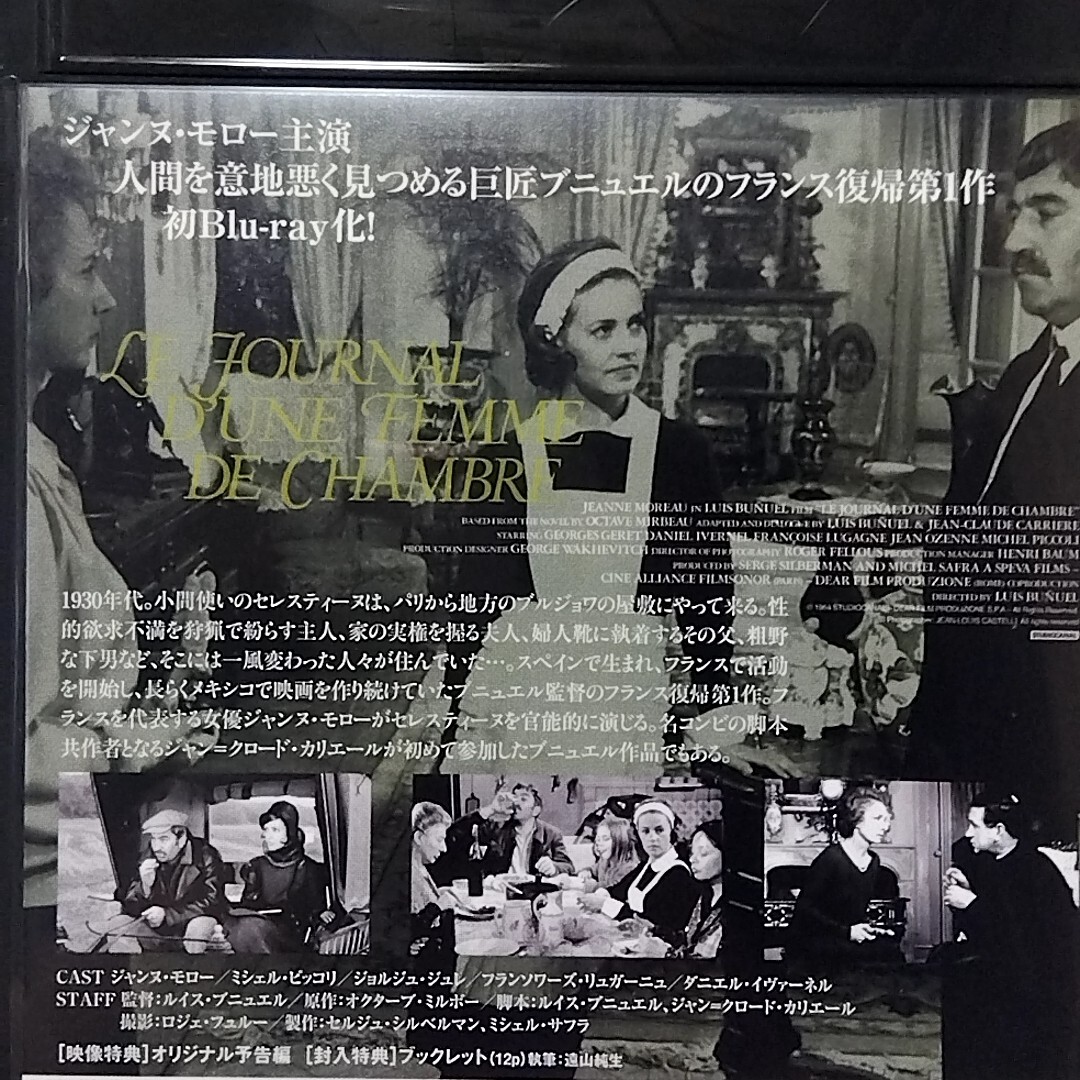 ジャンヌ・モロー主演
人間を意地悪く見つめる巨匠ブニュエルのフランス復帰第1作
初Blu-ray化!
LE JOURNAL
D'UNE FEMME
DE CHAMBRE
JEANNE MOREAU IN LUIS BUÑUEL FILM "LE JOURNAL D'UNE FEMME DE CHAMBRE"
BASED FROM THE NOVEL BY OCTAVE MIRBEAU ADAPTED AND DIALOGUE BY LUIS BUÑUEL & JEAN-CLAUDE CARRIERE
STARRING GEORGES GERET DANIEL IVERNEL FRANÇOISE LUGAGNE JEAN OZENNE MICHEL PICCOLI
PRODUCTION DESIGNER GEORGE WAKHEVITCH DIRECTOR OF PHOTOGRAPHY ROGER FELLOUS PRODUCTION MANAGER HENRI BAUM
PRODUCED BY SERGE SILBERMAN AND MICHEL SAFRA A SPEVA FILMS –
CINE ALLIANCE FILMSONOR (PARIS) – DEAR FILM PRODUZIONE (ROME) COPRODUCTION
DIRECTED BY LUIS BUÑUEL
© 1964 STUDIOCANAL - DEAR FILM PRODUZIONE S.P.A - All Rights Reserved.
© Photographer: JEAN-LOUIS CASTELLI All Rights Reserved.
STUDIOCANAL
1930年代。小間使いのセレスティーヌは、パリから地方のブルジョワの屋敷にやって来る。性
的欲求不満を狩猟で紛らす主人、家の実権を握る夫人、婦人靴に執着するその父、粗野
な下男など、そこには一風変わった人々が住んでいた…。スペインで生まれ、フランスで活動
を開始し、長らくメキシコで映画を作り続けていたブニュエル監督のフランス復帰第1作。フ
ランスを代表する女優ジャンヌ・モローがセレスティーヌを官能的に演じる。名コンビの脚本
共作者となるジャン=クロード・カリエールが初めて参加したブニュエル作品でもある。
CAST ジャンヌ・モロー/ミシェル・ピッコリ/ジョルジュ・ジュレ/フランソワーズ・リュガーニュ/ダニエル・イヴァーネル
STAFF 監督:ルイス・ブニュエル/原作:オクターブ・ミルボー/脚本:ルイス・ブニュエル、ジャン=クロード・カリエール
撮影:ロジェ・フェルー/製作:セルジュ・シルベルマン、ミシェル・サフラ
[映像特典]オリジナル予告編 [封入特典]ブックレット(12p)執筆:遠山純生